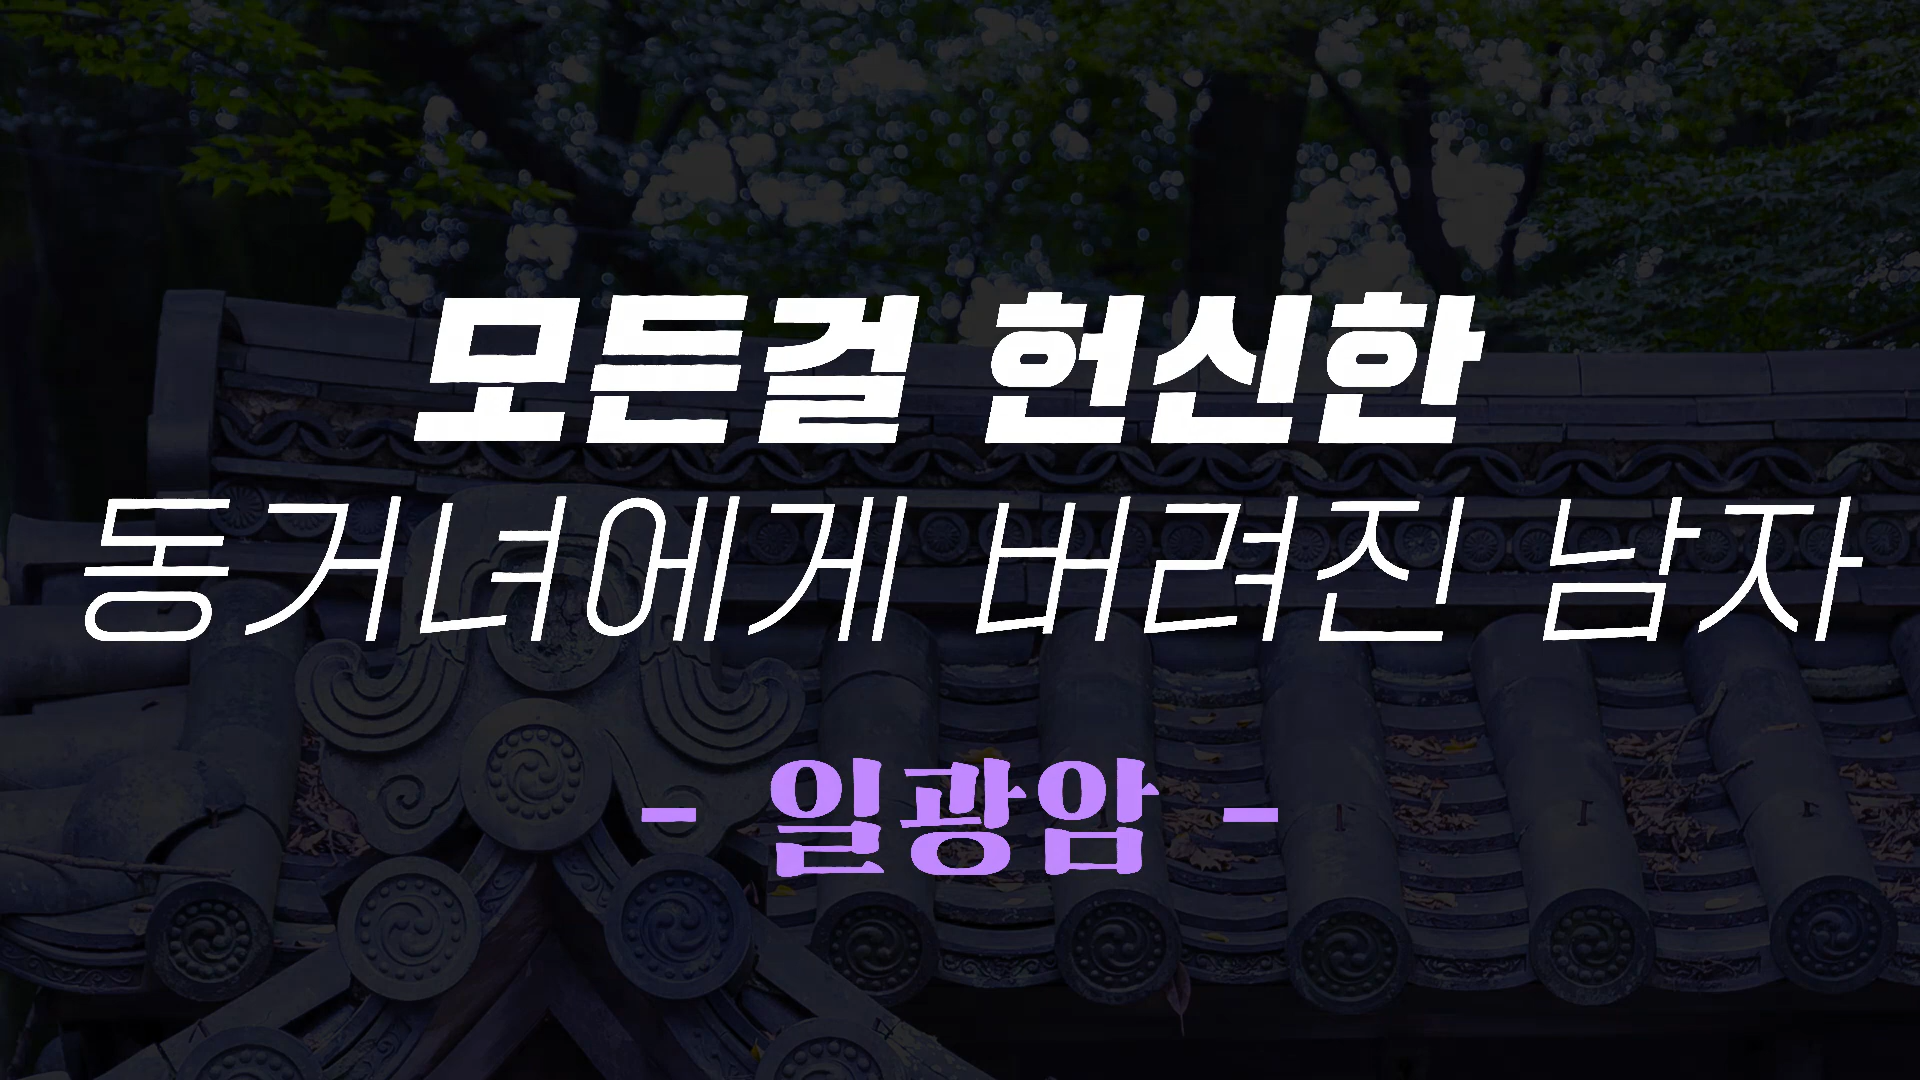 모든걸 헌신한
동거녀에게 버려진 남자
- 일광암 -